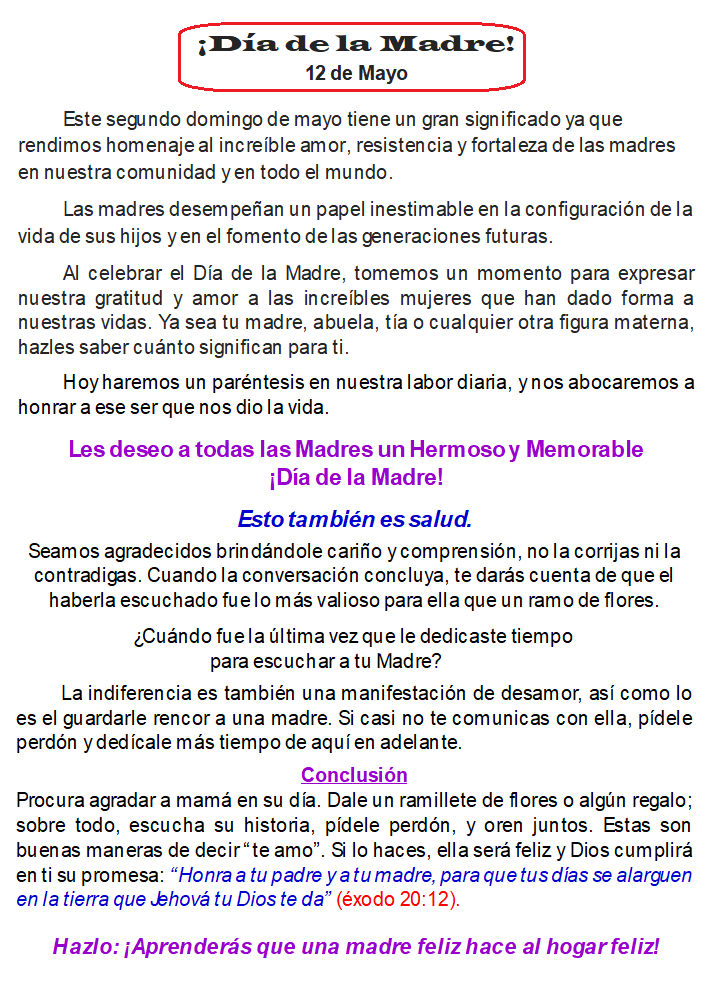 ¡Día de la Madre!
12 de Mayo
Este segundo domingo de mayo tiene un gran significado ya que
rendimos homenaje al increíble amor, resistencia y fortaleza de las madres
en nuestra comunidad y en todo el mundo.
Las madres desempeñan un papel inestimable en la configuración de la
vida de sus hijos y en el fomento de las generaciones futuras.
Al celebrar el Día de la Madre, tomemos un momento para expresar
nuestra gratitud y amor a las increíbles mujeres que han dado forma a
nuestras vidas. Ya sea tu madre, abuela, tía o cualquier otra figura materna,
hazles saber cuánto significan para ti.
Hoy haremos un paréntesis en nuestra labor diaria, y nos abocaremos a
honrar a ese ser que nos dio la vida.
Les deseo a todas las Madres un Hermoso y Memorable
¡Día de la Madre!
Esto también es salud.
Seamos agradecidos brindándole cariño y comprensión, no la corrijas ni la
contradigas. Cuando la conversación concluya, te darás cuenta de que el
haberla escuchado fue lo más valioso para ella que un ramo de flores.
¿Cuándo fue la última vez que le dedicaste tiempo
para escuchar a tu Madre?
La indiferencia es también una manifestación de desamor, así como lo
es el guardarle rencor a una madre. Si casi no te comunicas con ella, pídele
perdón y dedícale más tiempo de aquí en adelante.
Conclusión
Procura agradar a mamá en su día. Dale un ramillete de flores o algún regalo;
sobre todo, escucha su historia, pídele perdón, y oren juntos. Estas son
buenas maneras de decir “te amo”. Si lo haces, ella será feliz y Dios cumplirá
en ti su promesa: “Honra a tu padre y a tu madre, para que tus días se alarguen
en la tierra que Jehová tu Dios te da” (éxodo 20:12).
Hazlo: ¡Aprenderás que una madre feliz hace al hogar feliz!